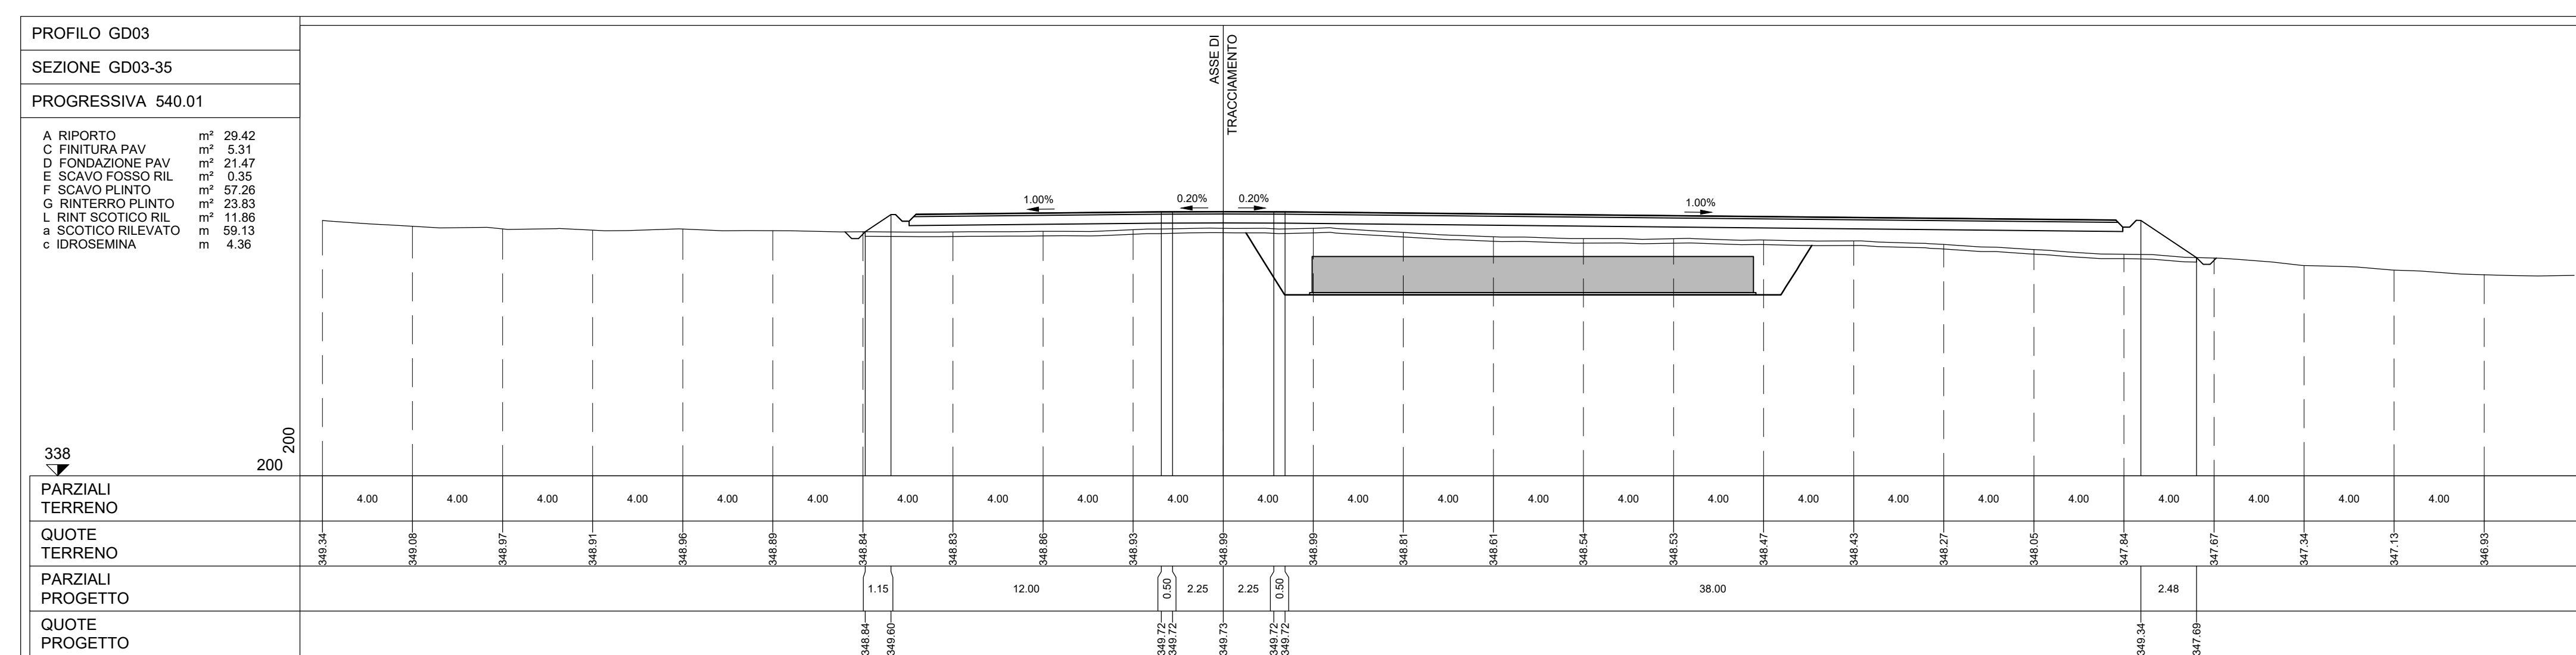 PROFILO GD03
SEZIONE GD03-35
PROGRESSIVA 540.01
A RIPORTO m² 29.42
C FINITURA PAV m² 5.31
D FONDAZIONE PAV m² 21.47
E SCAVO FOSSO RIL m² 0.35
F SCAVO PLINTO m² 57.26
G RINTERRO PLINTO m² 23.83
L RINT SCOTICO RIL m² 11.86
a SCOTICO RILEVATO m 59.13
c IDROSEMINA m 4.36
ASSE DI
TRACCIAMENTO
1.00% 0.20% 0.20% 1.00%
200
338
200
PARZIALI
TERRENO
4.00 4.00 4.00 4.00 4.00 4.00 4.00 4.00 4.00 4.00 4.00 4.00 4.00 4.00 4.00 4.00 4.00 4.00 4.00 4.00 4.00 4.00 4.00 4.00
QUOTE
TERRENO
349.34 349.08 348.97 348.91 348.96 348.89 348.84 348.83 348.86 348.93 348.99 348.99 348.81 348.61 348.54 348.53 348.47 348.43 348.27 348.05 347.84 347.67 347.34 347.13 346.93
PARZIALI
PROGETTO
1.15 12.00 0.50 2.25 2.25 0.50 38.00 2.48
QUOTE
PROGETTO
348.84 349.60 349.72 349.72 349.73 349.72 349.72 349.34 347.69